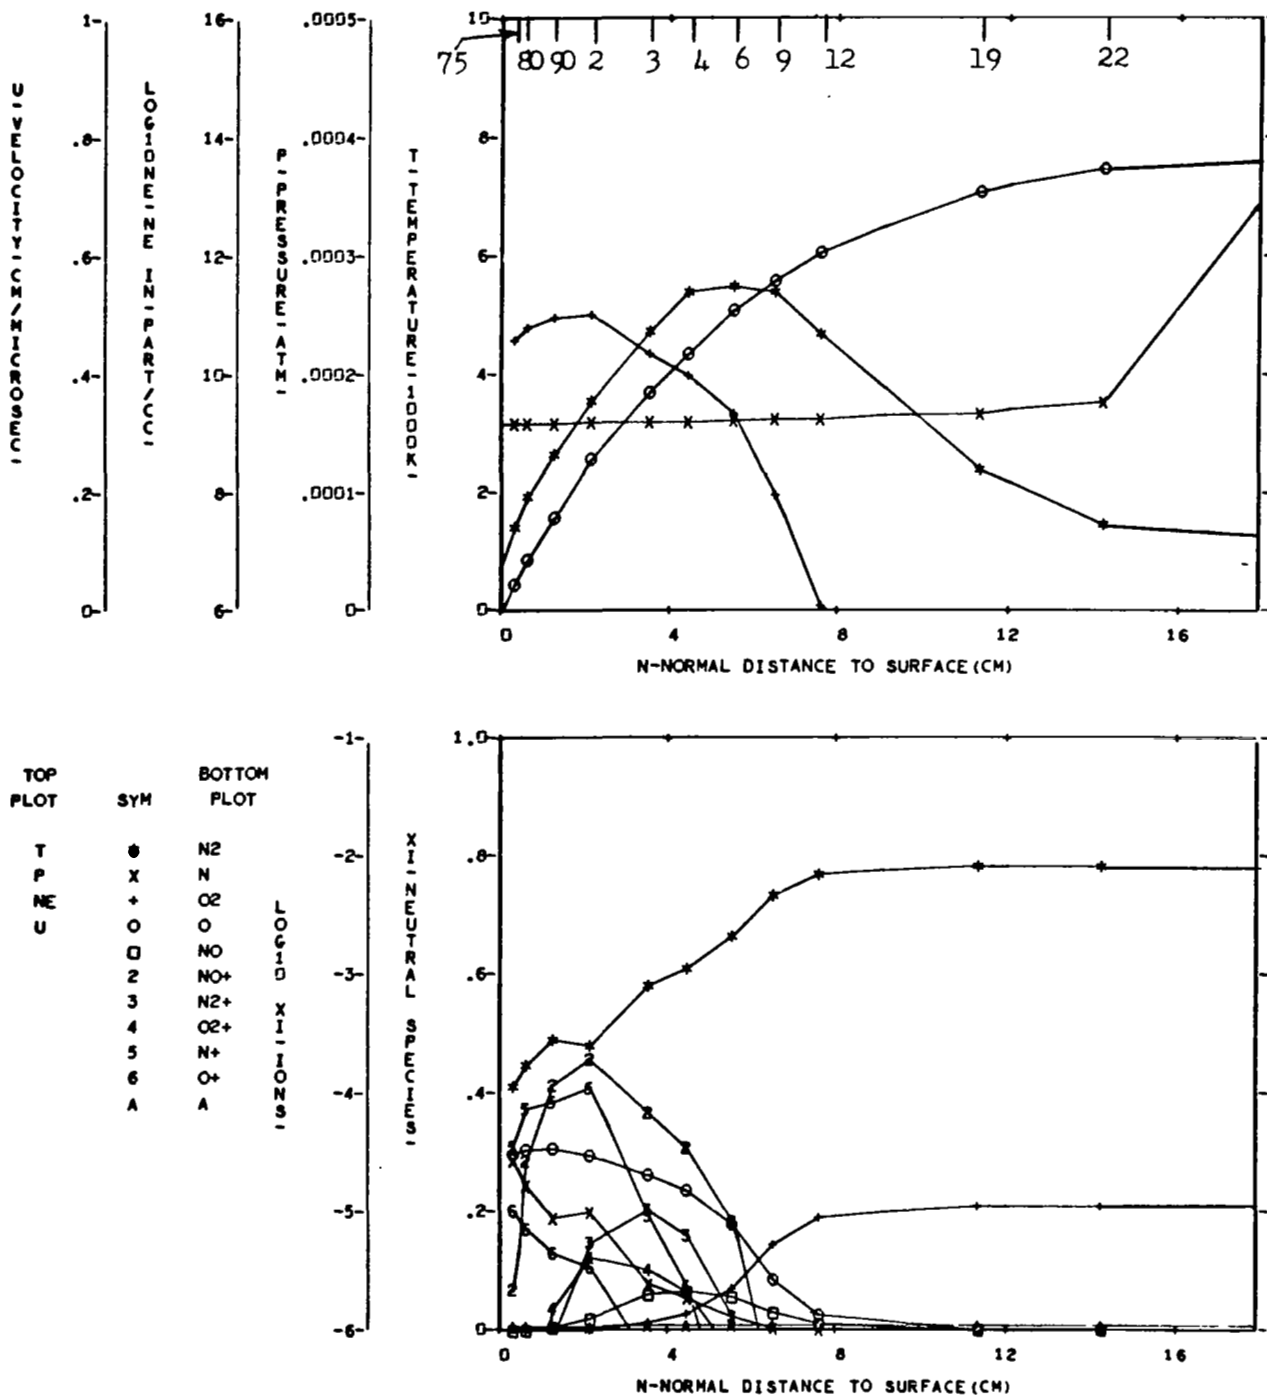 1-
16-
.0005-
10
75
80
90
2
3
4
6
9
12
19
22
U-VELOCITY-CM/MICROSEC-
.8-
.6-
.4-
.2-
0-
LOG10NE-NE IN-PART/CC-
14-
12-
10-
8-
6-
P-PRESSURE-ATM-
.0004-
.0003-
.0002-
.0001-
0-
T-TEMPERATURE-1000K-
8-
6-
4-
2-
0-
0 4 8 12 16
N-NORMAL DISTANCE TO SURFACE(CM)
TOP PLOT SYM BOTTOM PLOT
T * N2
P X N
NE + O2
U O O
□ NO
2 NO+
3 N2+
4 O2+
5 N+
6 O+
A A
LOG10 XI-IONS-
-1-
-2-
-3-
-4-
-5-
-6-
XI-NEUTRAL SPECIES-
1.0
.8-
.6-
.4-
.2-
0-
0 4 8 12 16
N-NORMAL DISTANCE TO SURFACE(CM)